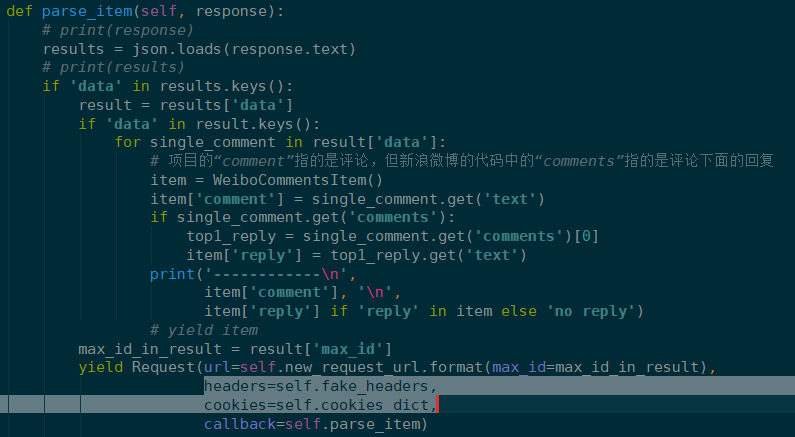 def parse_item(self, response):
    # print(response)
    results = json.loads(response.text)
    # print(results)
    if 'data' in results.keys():
        result = results['data']
        if 'data' in result.keys():
            for single_comment in result['data']:
                # 项目的“comment”指的是评论，但新浪微博的代码中的“comments”指的是评论下面的回复
                item = WeiboCommentsItem()
                item['comment'] = single_comment.get('text')
                if single_comment.get('comments'):
                    top1_reply = single_comment.get('comments')[0]
                    item['reply'] = top1_reply.get('text')
                print('------------\n',
                      item['comment'], '\n',
                      item['reply'] if 'reply' in item else 'no reply')
                # yield item
        max_id_in_result = result['max_id']
        yield Request(url=self.new_request_url.format(max_id=max_id_in_result),
                      headers=self.fake_headers,
                      cookies=self.cookies_dict,
                      callback=self.parse_item)